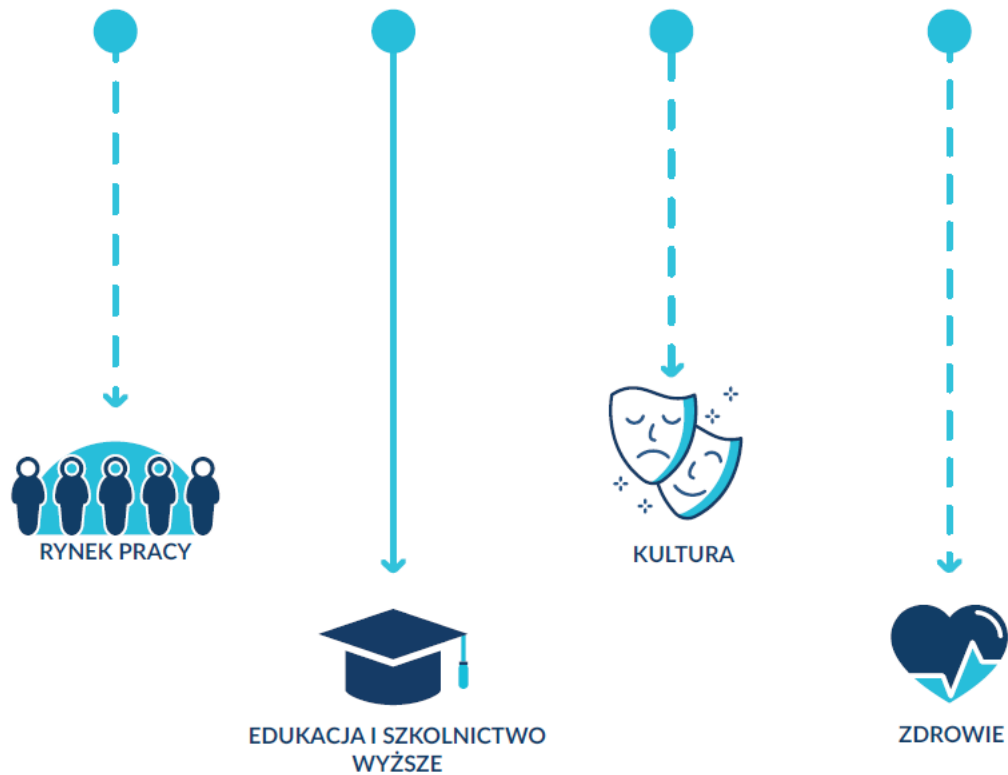 RYNEK PRACY
KULTURA
EDUKACJA I SZKOLNICTWO
WYŻSZE
ZDROWIE